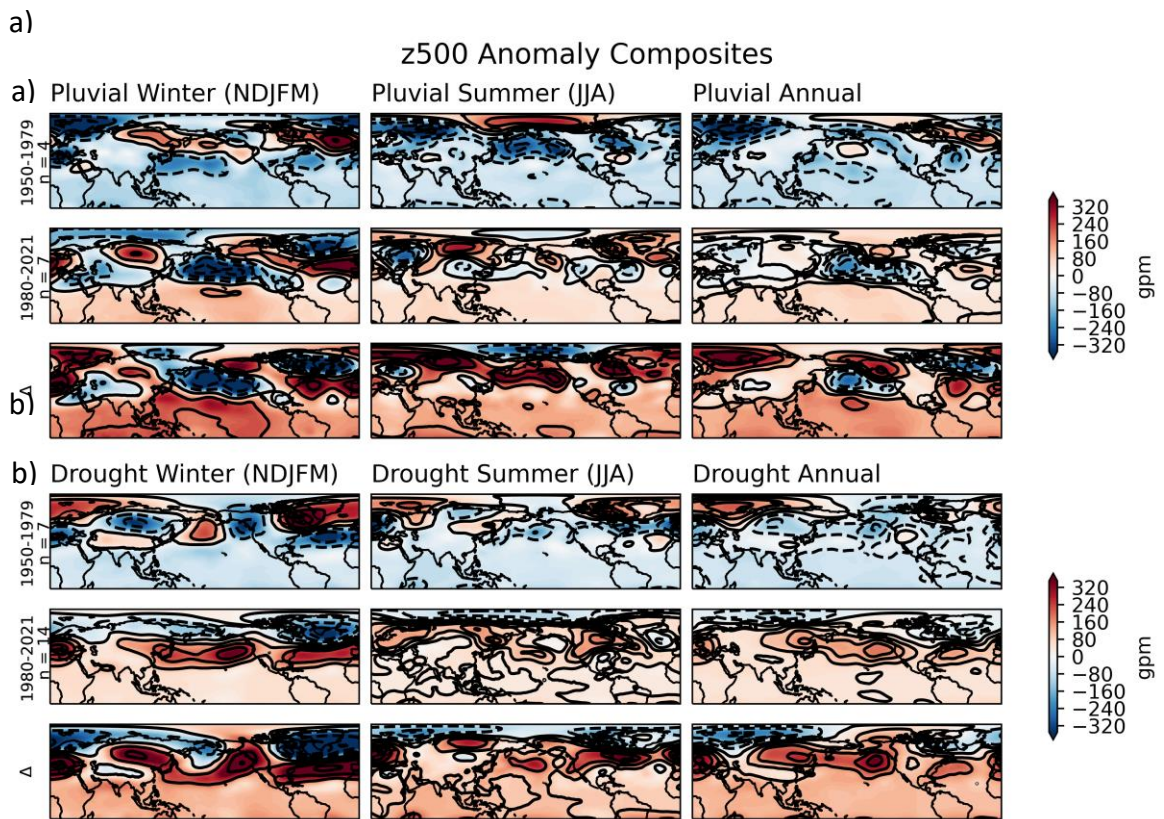 a)
z500 Anomaly Composites
a)
Pluvial Winter (NDJFM) Pluvial Summer (JJA) Pluvial Annual
1950-1979
n = 4
1980-2021
n = 7
Δ
320
240
160
80
0
−80
−160
−240
−320
gpm
b)
b)
Drought Winter (NDJFM) Drought Summer (JJA) Drought Annual
1950-1979
n = 7
1980-2021
n = 14
Δ
320
240
160
80
0
−80
−160
−240
−320
gpm